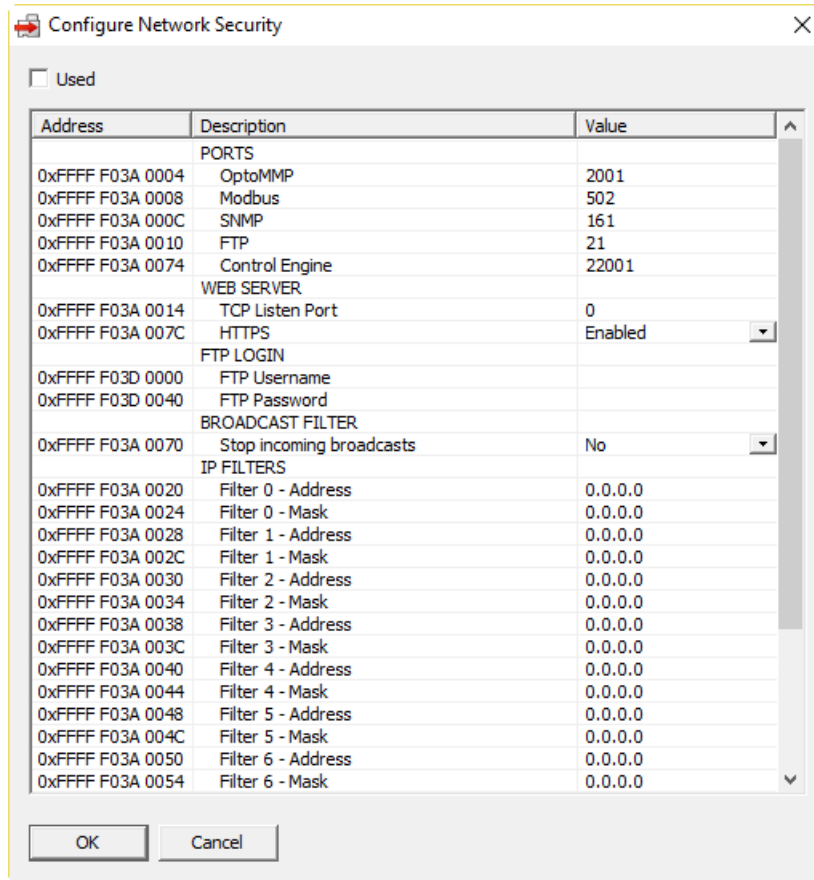 Configure Network Security
Used
Address Description Value
PORTS
0xFFFF F03A 0004 OptoMMP 2001
0xFFFF F03A 0008 Modbus 502
0xFFFF F03A 000C SNMP 161
0xFFFF F03A 0010 FTP 21
0xFFFF F03A 0074 Control Engine 22001
WEB SERVER
0xFFFF F03A 0014 TCP Listen Port 0
0xFFFF F03A 007C HTTPS Enabled
FTP LOGIN
0xFFFF F03D 0000 FTP Username
0xFFFF F03D 0040 FTP Password
BROADCAST FILTER
0xFFFF F03A 0070 Stop incoming broadcasts No
IP FILTERS
0xFFFF F03A 0020 Filter 0 - Address 0.0.0.0
0xFFFF F03A 0024 Filter 0 - Mask 0.0.0.0
0xFFFF F03A 0028 Filter 1 - Address 0.0.0.0
0xFFFF F03A 002C Filter 1 - Mask 0.0.0.0
0xFFFF F03A 0030 Filter 2 - Address 0.0.0.0
0xFFFF F03A 0034 Filter 2 - Mask 0.0.0.0
0xFFFF F03A 0038 Filter 3 - Address 0.0.0.0
0xFFFF F03A 003C Filter 3 - Mask 0.0.0.0
0xFFFF F03A 0040 Filter 4 - Address 0.0.0.0
0xFFFF F03A 0044 Filter 4 - Mask 0.0.0.0
0xFFFF F03A 0048 Filter 5 - Address 0.0.0.0
0xFFFF F03A 004C Filter 5 - Mask 0.0.0.0
0xFFFF F03A 0050 Filter 6 - Address 0.0.0.0
0xFFFF F03A 0054 Filter 6 - Mask 0.0.0.0
OK Cancel